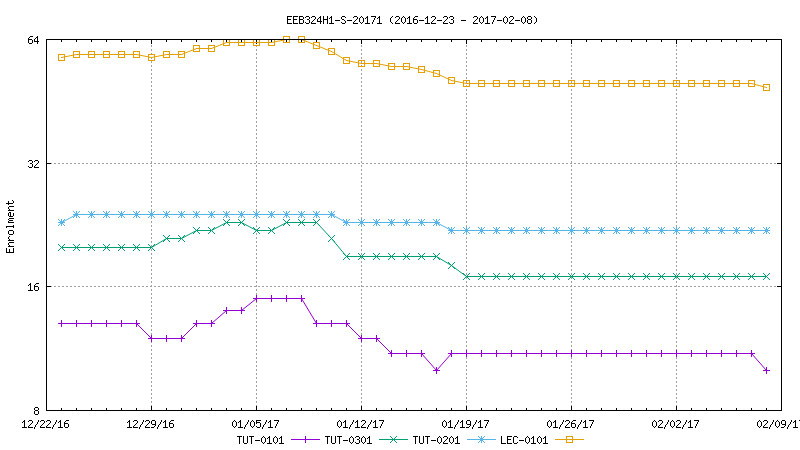 EEB324H1-S-20171 (2016-12-23 - 2017-02-08)
64
32
16
8
Enrolment
12/22/16 12/29/16 01/05/17 01/12/17 01/19/17 01/26/17 02/02/17 02/09/17
TUT-0101 TUT-0301 TUT-0201 LEC-0101